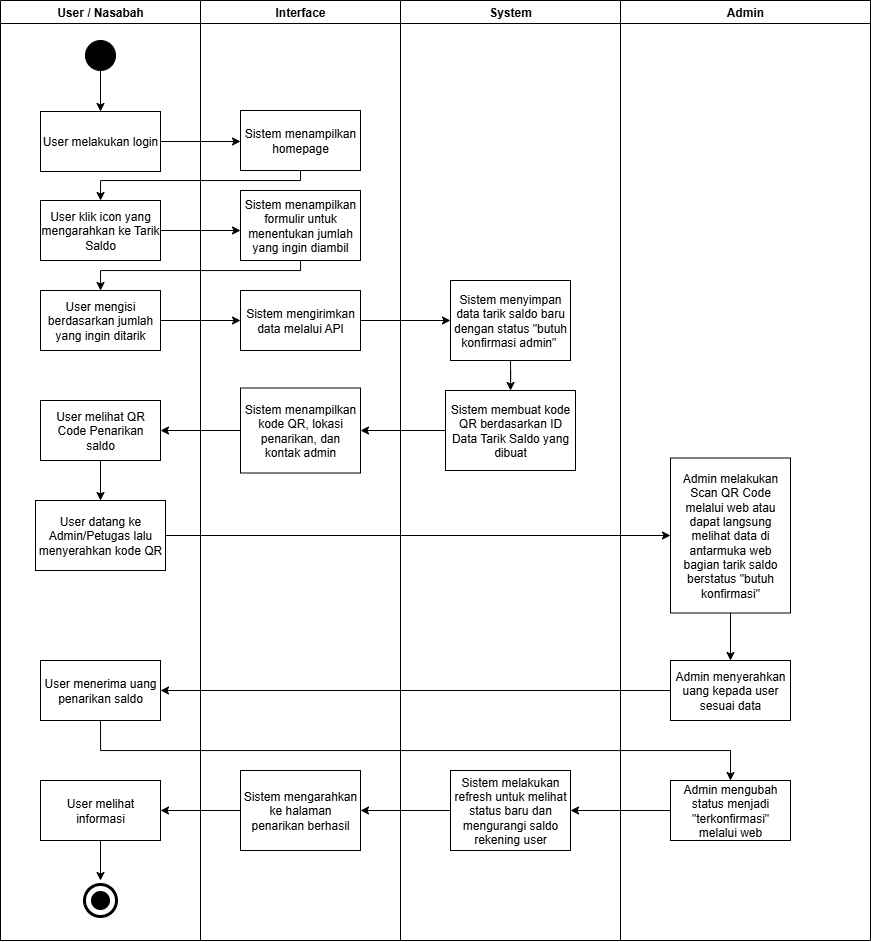 User / Nasabah
Interface
System
Admin
User melakukan login
Sistem menampilkan
homepage
User klik icon yang
mengarahkan ke Tarik
Saldo
Sistem menampilkan
formulir untuk
menentukan jumlah
yang ingin diambil
User mengisi
berdasarkan jumlah
yang ingin ditarik
Sistem mengirimkan
data melalui API
Sistem menyimpan
data tarik saldo baru
dengan status "butuh
konfirmasi admin"
Sistem membuat kode
QR berdasarkan ID
Data Tarik Saldo yang
dibuat
Sistem menampilkan
kode QR, lokasi
penarikan, dan
kontak admin
User melihat QR
Code Penarikan
saldo
User datang ke
Admin/Petugas lalu
menyerahkan kode QR
Admin melakukan
Scan QR Code
melalui web atau
dapat langsung
melihat data di
antarmuka web
bagian tarik saldo
berstatus "butuh
konfirmasi"
Admin menyerahkan
uang kepada user
sesuai data
User menerima uang
penarikan saldo
Admin mengubah
status menjadi
"terkonfirmasi"
melalui web
Sistem melakukan
refresh untuk melihat
status baru dan
mengurangi saldo
rekening user
Sistem mengarahkan
ke halaman
penarikan berhasil
User melihat
informasi